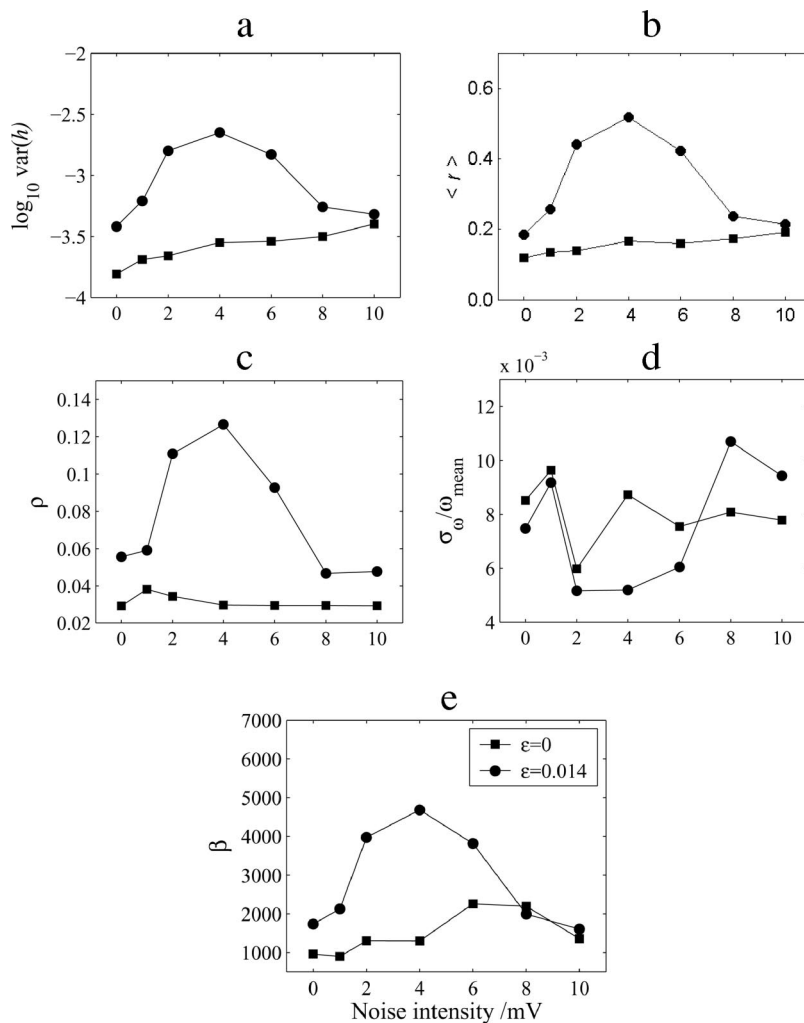 a
b
−2
−2.5
−3
−3.5
−4
log₁₀ var(h)
0 2 4 6 8 10
0.6
0.4
0.2
0.0
< r >
0 2 4 6 8 10
c
d
0.14
0.12
0.1
0.08
0.06
0.04
0.02
ρ
0 2 4 6 8 10
x 10⁻³
12
10
8
6
4
σ_ω/ω_mean
0 2 4 6 8 10
e
7000
6000
5000
4000
3000
2000
1000
β
ε=0
ε=0.014
0 2 4 6 8 10
Noise intensity /mV